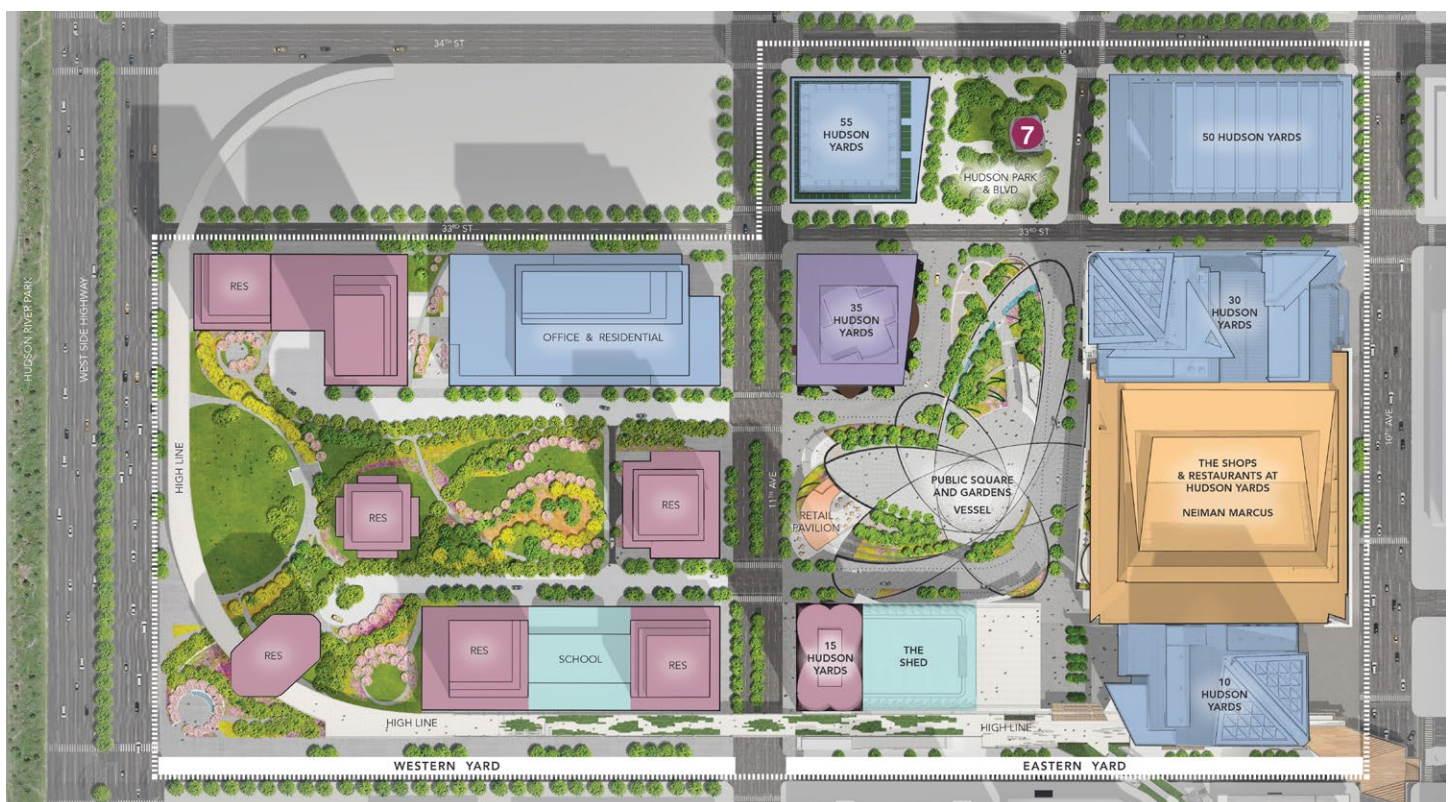 34TH ST
55
HUDSON
YARDS
7
HUDSON PARK
& BLVD
50 HUDSON YARDS
33RD ST
33RD ST
HUDSON RIVER PARK
WEST SIDE HIGHWAY
HIGH LINE
RES
OFFICE & RESIDENTIAL
35
HUDSON
YARDS
30
HUDSON
YARDS
10TH AVE
11TH AVE
RES
RES
PUBLIC SQUARE
AND GARDENS
VESSEL
RETAIL
PAVILION
THE SHOPS
& RESTAURANTS AT
HUDSON YARDS
NEIMAN MARCUS
RES
RES
SCHOOL
RES
15
HUDSON
YARDS
THE
SHED
10
HUDSON
YARDS
HIGH LINE
HIGH LINE
WESTERN YARD
EASTERN YARD